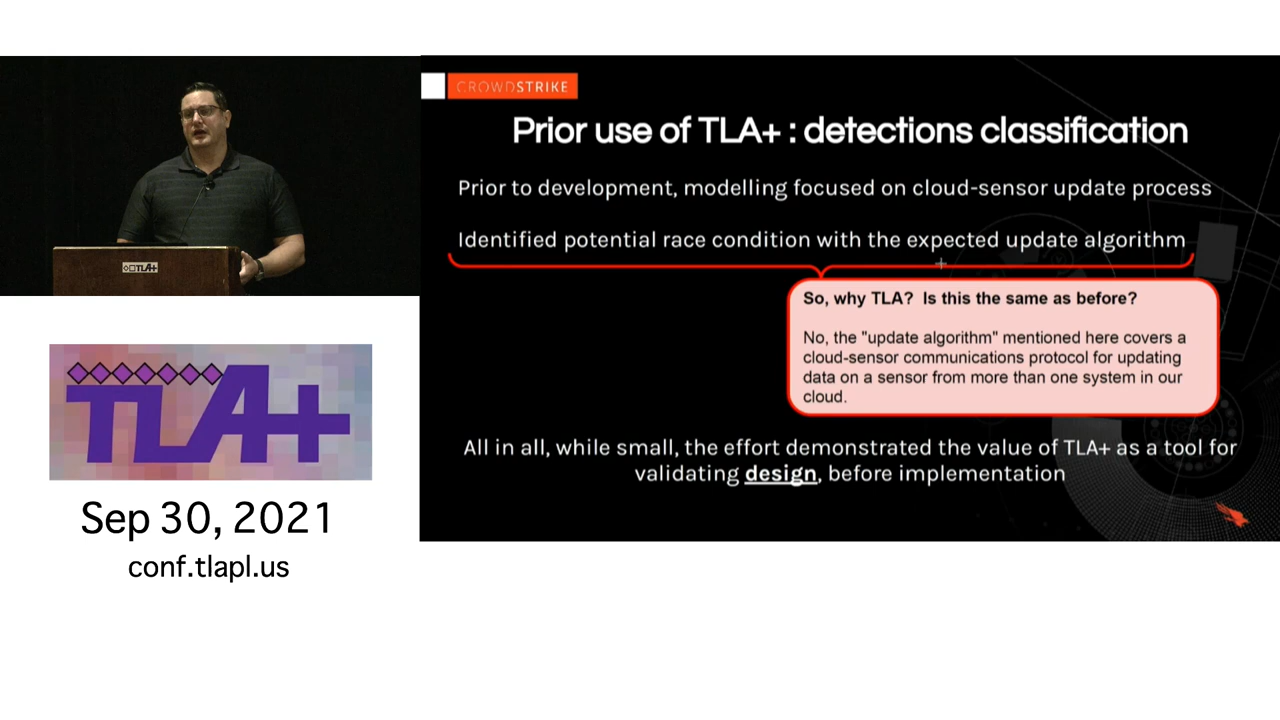 CROWDSTRIKE
Prior use of TLA+ : detections classification
Prior to development, modelling focused on cloud-sensor update process
Identified potential race condition with the expected update algorithm
So, why TLA?  Is this the same as before?
No, the "update algorithm" mentioned here covers a
cloud-sensor communications protocol for updating
data on a sensor from more than one system in our
cloud.
All in all, while small, the effort demonstrated the value of TLA+ as a tool for
validating design, before implementation
TLA+
TLA+
Sep 30, 2021
conf.tlapl.us